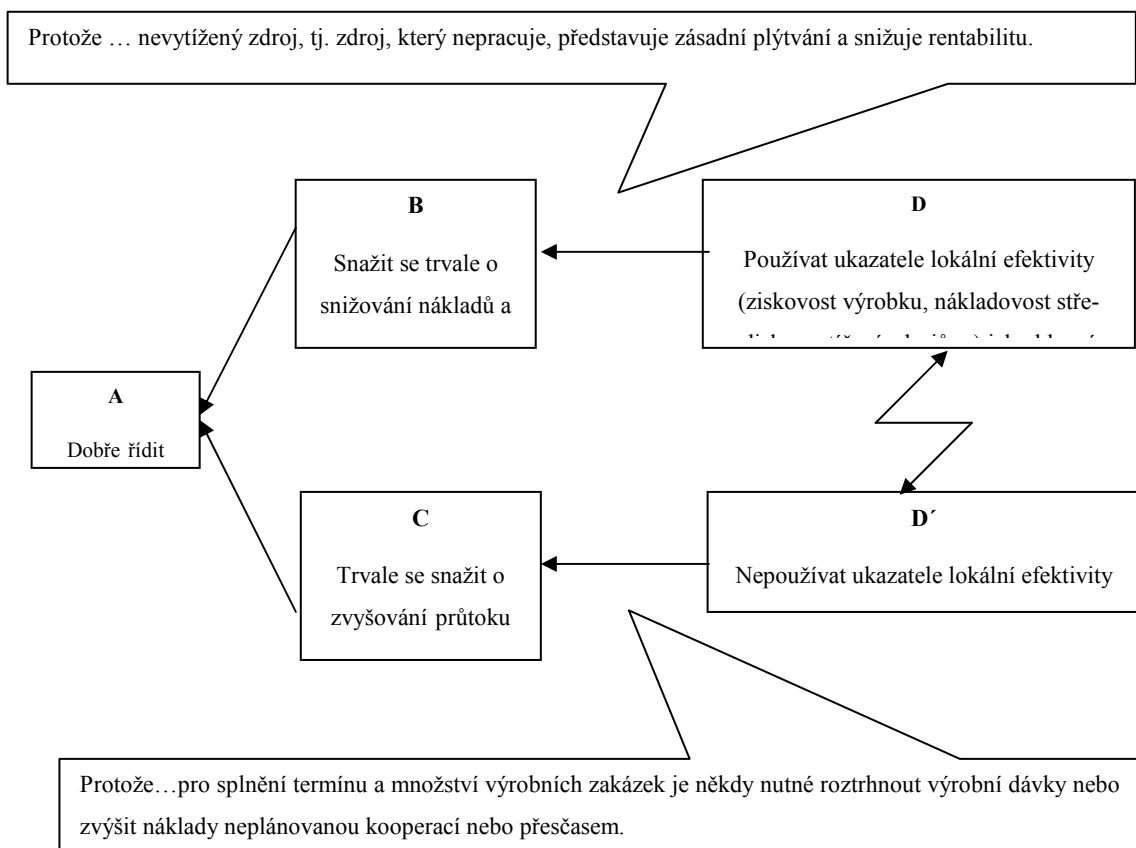 Protože … nevytížený zdroj, tj. zdroj, který nepracuje, představuje zásadní plýtvání a snižuje rentabilitu.
B
Snažit se trvale o
snižování nákladů a
D
Používat ukazatele lokální efektivity
(ziskovost výrobku, nákladovost stře-
A
Dobře řídit
C
Trvale se snažit o
zvyšování průtoku
D´
Nepoužívat ukazatele lokální efektivity
Protože…pro splnění termínu a množství výrobních zakázek je někdy nutné roztrhnout výrobní dávky nebo
zvýšit náklady neplánovanou kooperací nebo přesčasem.